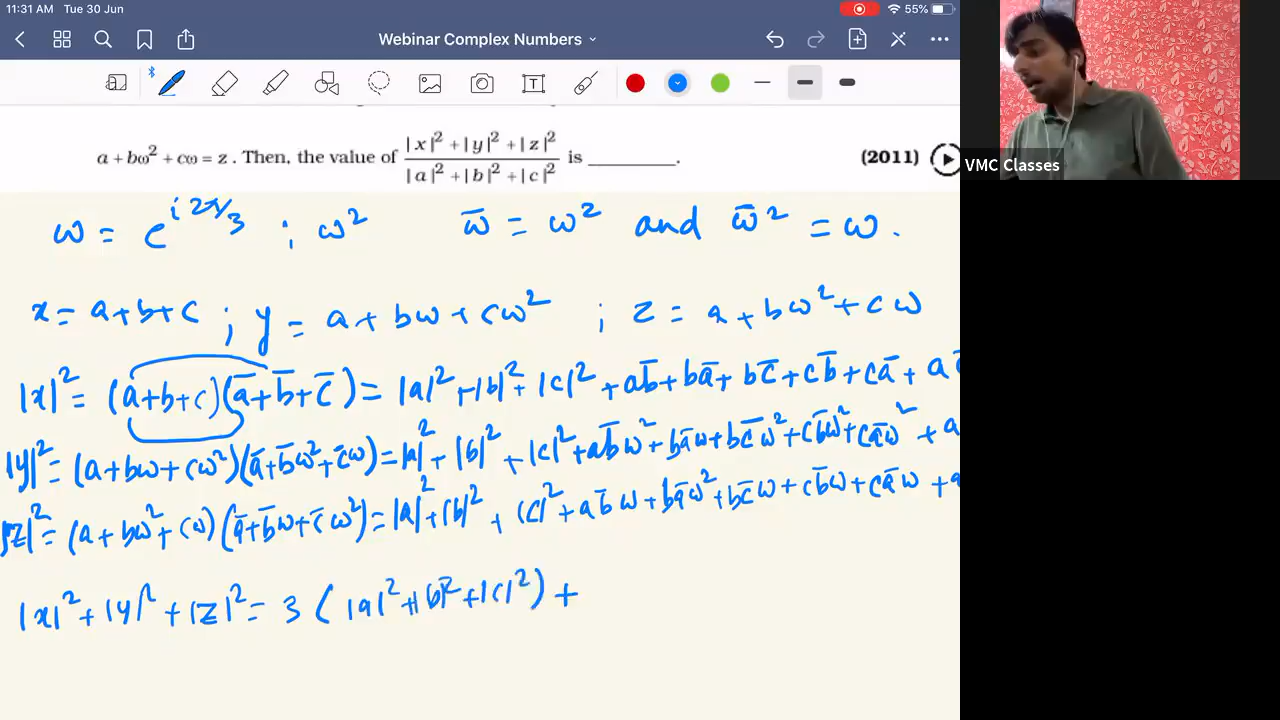 11:31 AM Tue 30 Jun
55%
Webinar Complex Numbers
T
a + bω² + cω = z . Then, the value of |x|² + |y|² + |z|² / |a|² + |b|² + |c|² is ________. (2011)
VMC Classes
ω = e^{i 2π/3} ; ω² ω̄ = ω² and ω̄² = ω .
x = a+b+c ; y = a + bω + cω² ; z = a + bω² + cω
|x|² = (a+b+c)(ā+b̄+c̄) = |a|² + |b|² + |c|² + ab̄ + bā + bc̄ + cb̄ + cā + a
|y|² = (a+bω+cω²)(ā+b̄ω²+c̄ω) = |a|² + |b|² + |c|² + ab̄ω² + bāω + bc̄ω² + cb̄ω² + cāω² + a
|z|² = (a+bω²+cω)(ā+b̄ω+c̄ω²) = |a|² + |b|² + |c|² + ab̄ω + bāω² + bc̄ω + cb̄ω + cāω + a
|x|² + |y|² + |z|² = 3 ( |a|² + |b|² + |c|² ) +